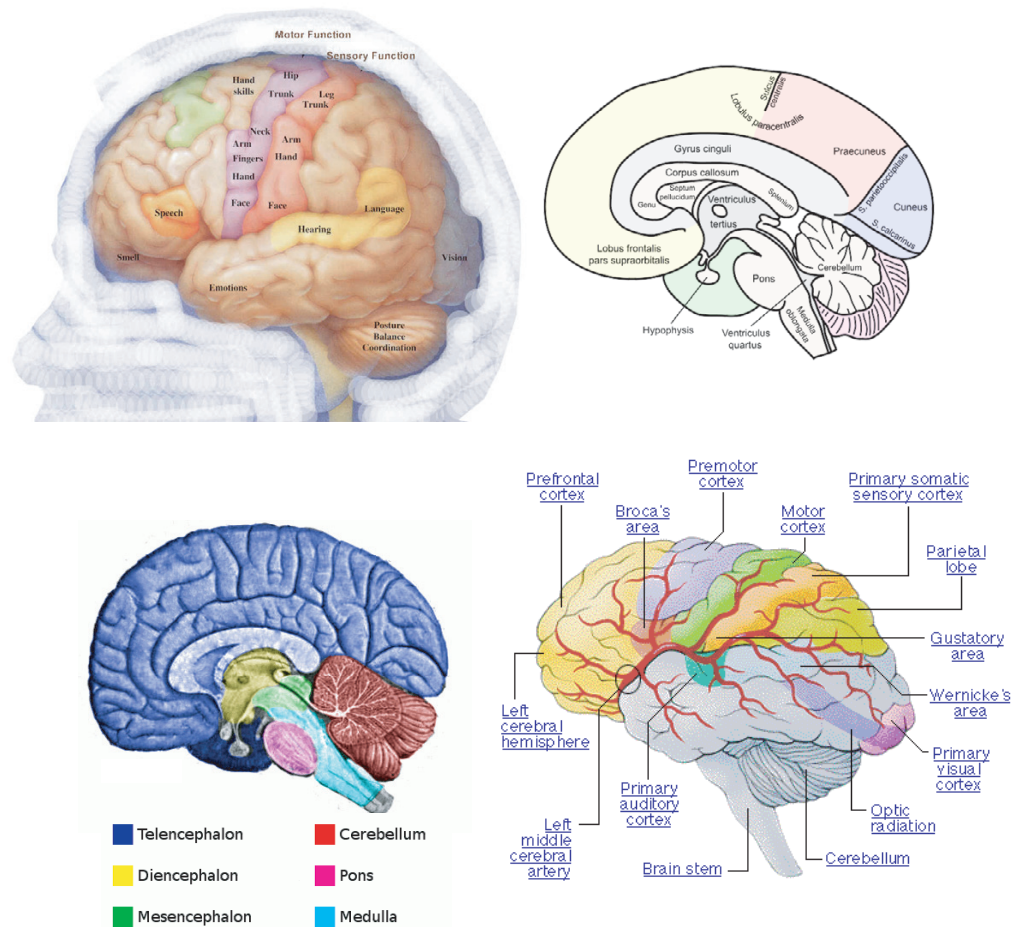 Motor Function
Sensory Function
Hip
Hand
skills
Trunk
Leg
Trunk
Neck
Arm
Fingers
Arm
Hand
Hand
Face
Face
Speech
Language
Hearing
Smell
Vision
Emotions
Posture
Balance
Coordination
Sulcus
centralis
Lobulus paracentralis
Gyrus cinguli
Praecuneus
Corpus callosum
S. parietooccipitalis
Septum
pellucidum
Splenium
Genu
Ventriculus
tertius
Cuneus
S. calcarinus
Lobus frontalis
pars supraorbitalis
Pons
Cerebellum
Medulla
oblongata
Hypophysis
Ventriculus
quartus
Telencephalon
Diencephalon
Mesencephalon
Cerebellum
Pons
Medulla
Prefrontal
cortex
Premotor
cortex
Broca's
area
Motor
cortex
Primary somatic
sensory cortex
Parietal
lobe
Gustatory
area
Wernicke's
area
Primary
visual
cortex
Optic
radiation
Cerebellum
Brain stem
Primary
auditory
cortex
Left
middle
cerebral
artery
Left
cerebral
hemisphere